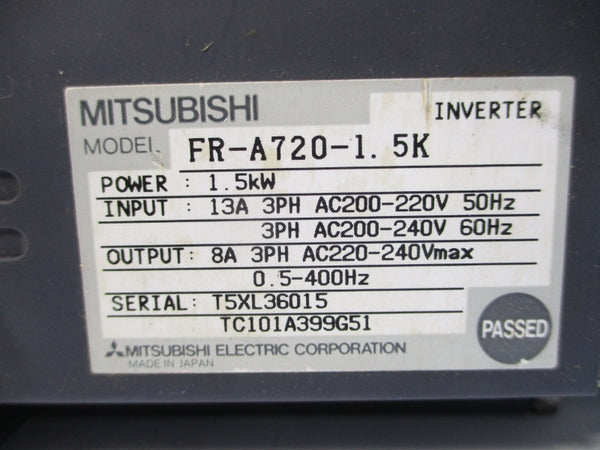 MITSUBISHI
INVERTER
MODEL FR-A720-1.5K
POWER : 1.5kW
INPUT : 13A 3PH AC200-220V 50Hz
3PH AC200-240V 60Hz
OUTPUT: 8A 3PH AC220-240Vmax
0.5-400Hz
SERIAL: T5XL36015
TC101A399G51
PASSED
MITSUBISHI ELECTRIC CORPORATION
MADE IN JAPAN